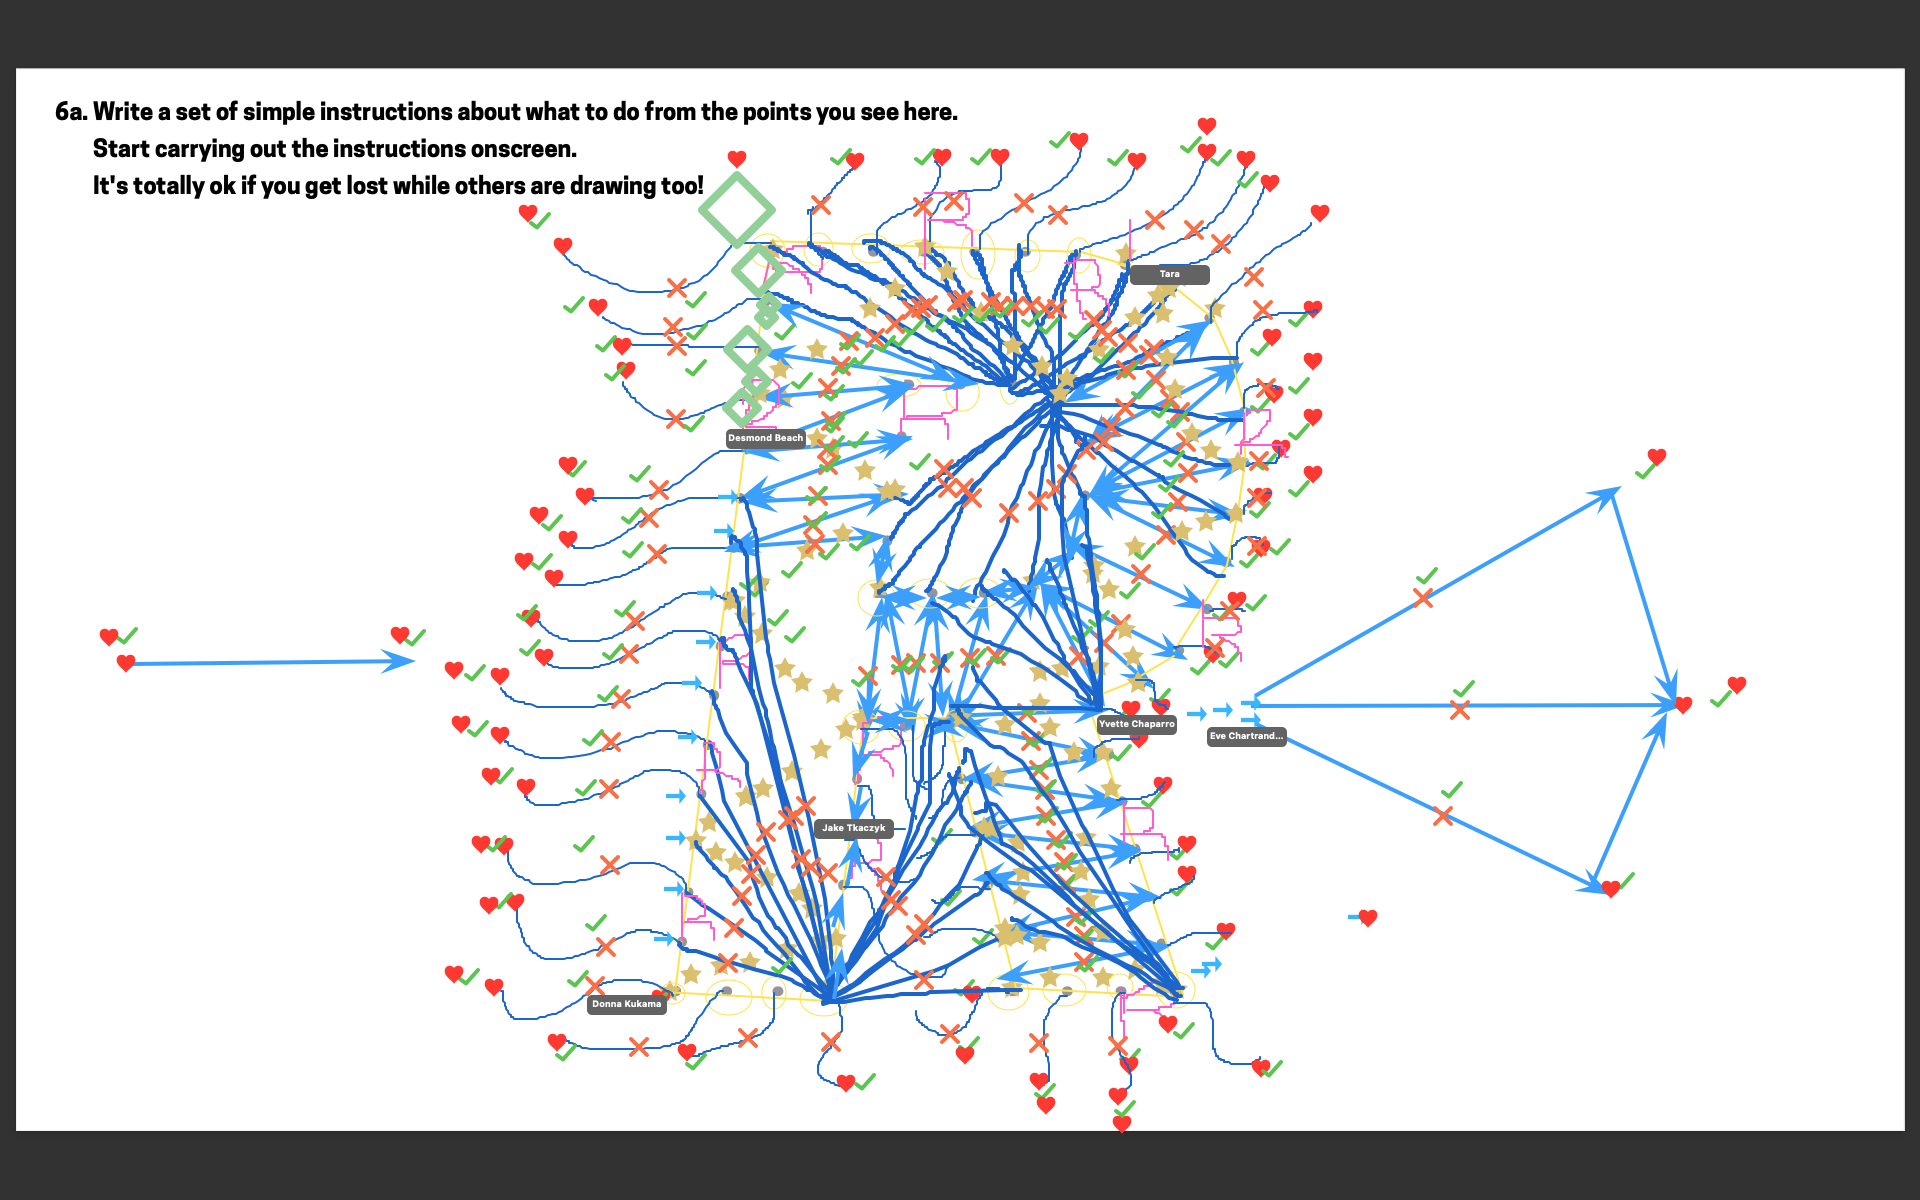 6a. Write a set of simple instructions about what to do from the points you see here.
Start carrying out the instructions onscreen.
It's totally ok if you get lost while others are drawing too!
Tara
Desmond Beach
Yvette Chaparro
Eve Chartrand...
Jake Tkaczyk
Donna Kukama